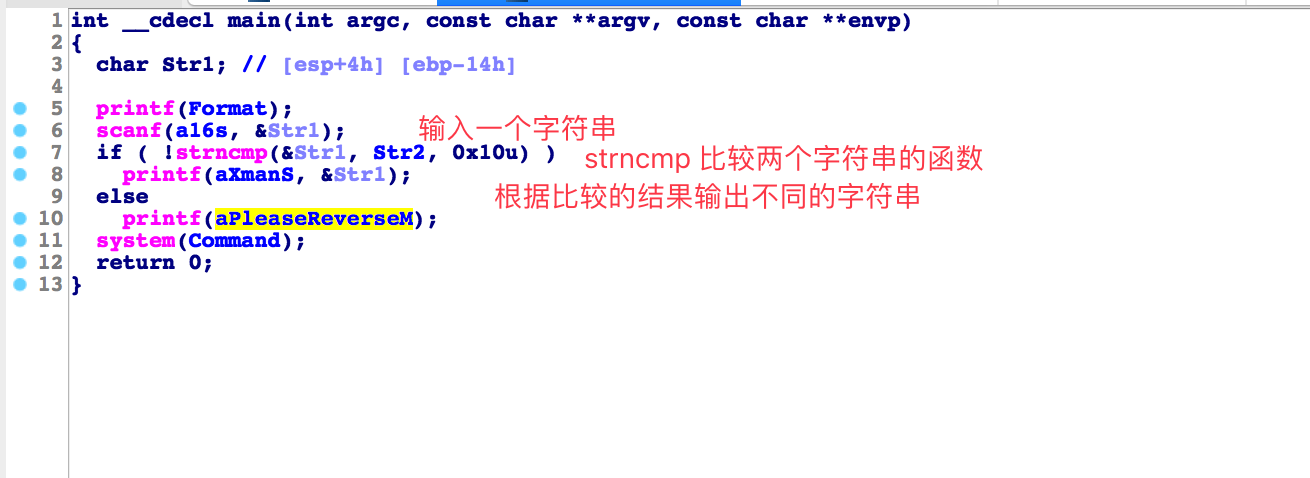 1 int __cdecl main(int argc, const char **argv, const char **envp)
2 {
3 char Str1; // [esp+4h] [ebp-14h]
4
5 printf(Format);
6 scanf(a16s, &Str1); 输入一个字符串
7 if ( !strncmp(&Str1, Str2, 0x10u) ) strncmp 比较两个字符串的函数
8 printf(aXmanS, &Str1);
9 else 根据比较的结果输出不同的字符串
10 printf(aPleaseReverseM);
11 system(Command);
12 return 0;
13 }